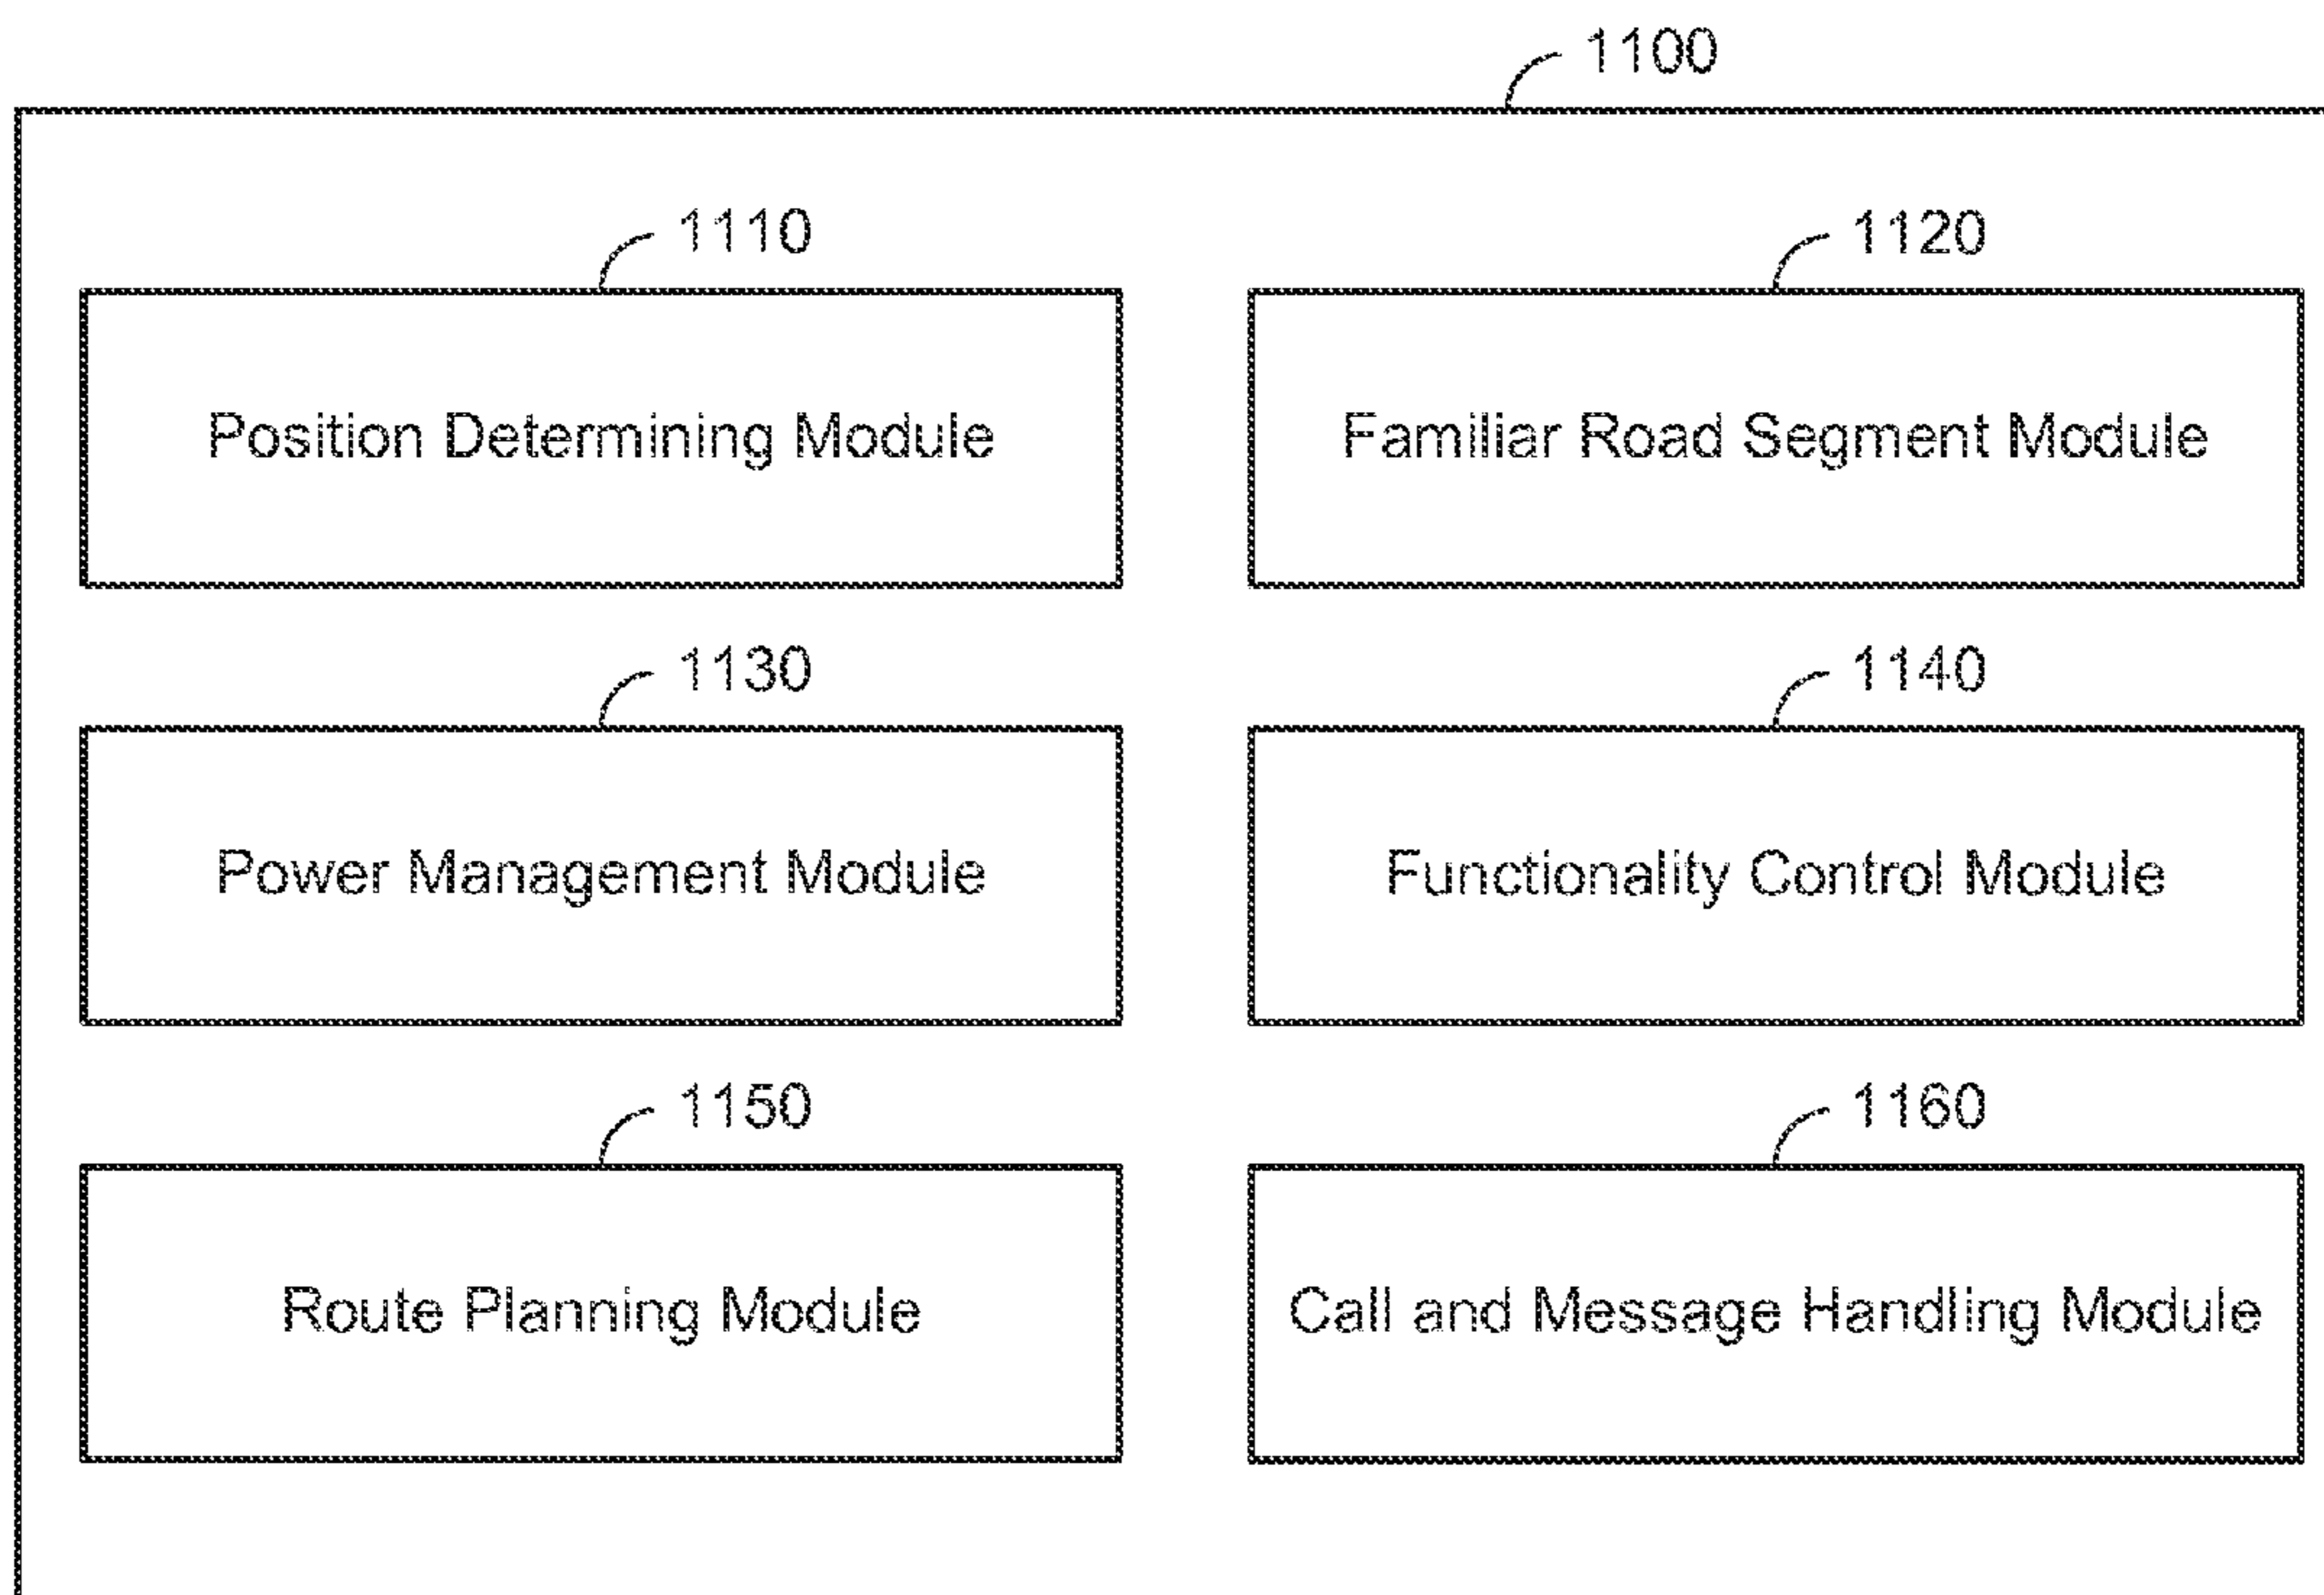 1100
1110
1120
Position Determining Module
Familiar Road Segment Module
1130
1140
Power Management Module
Functionality Control Module
1150
1160
Route Planning Module
Call and Message Handling Module